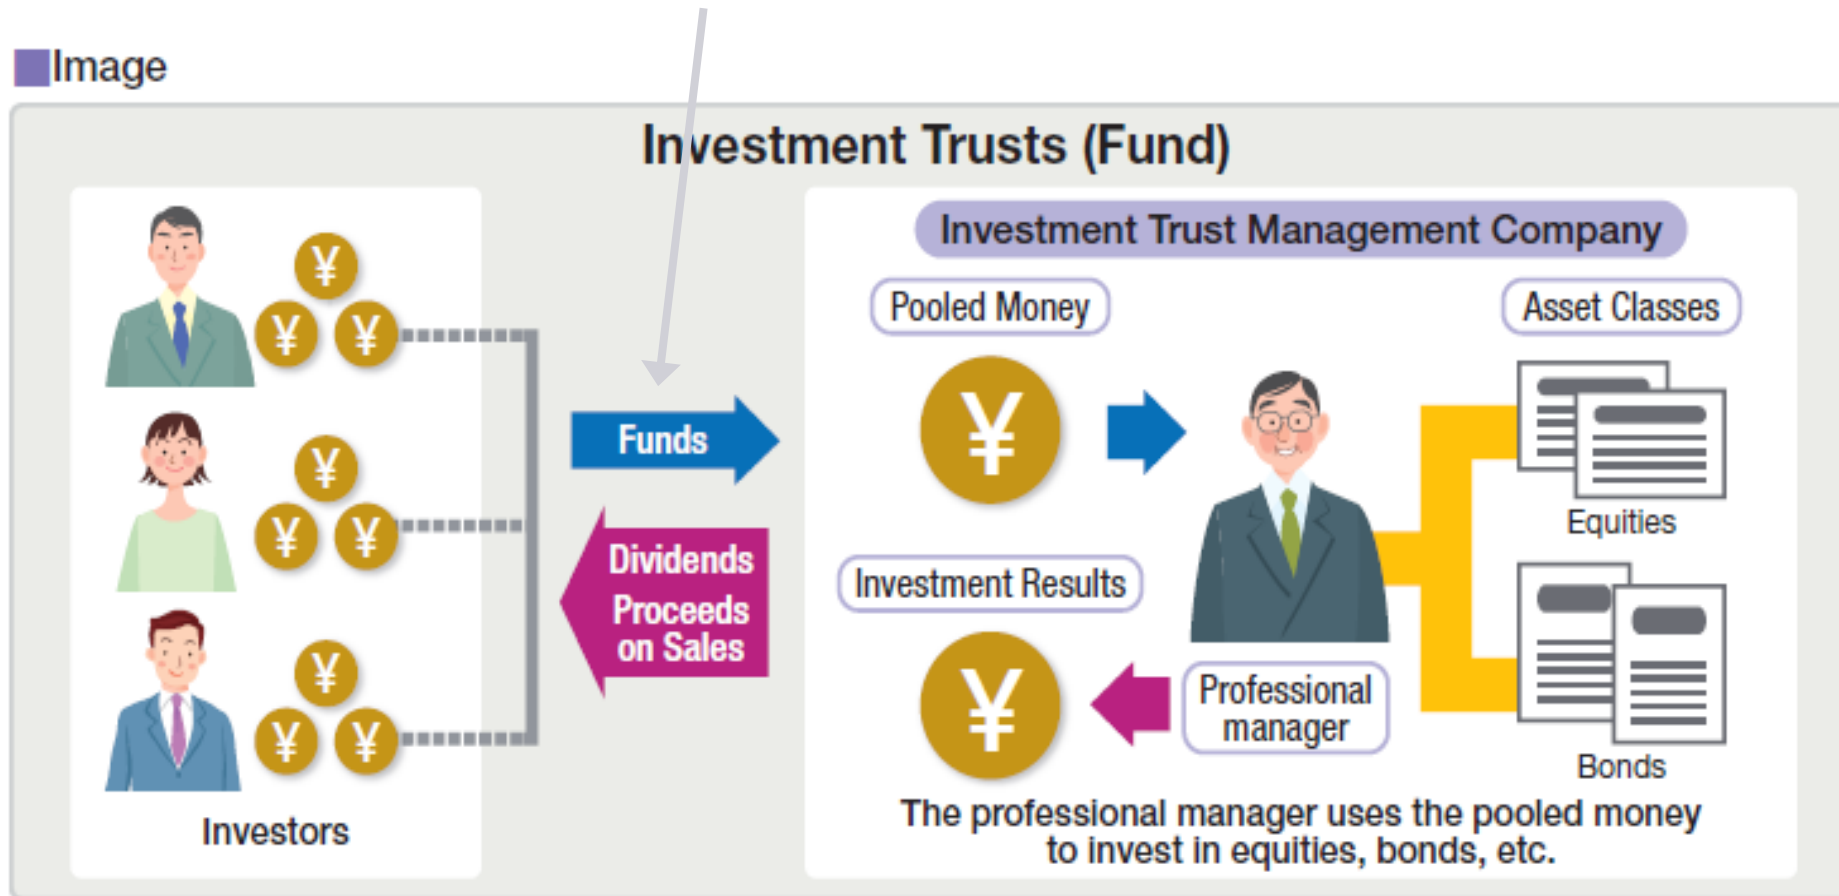 Image
Investment Trusts (Fund)
¥
¥ ¥
¥
¥ ¥
¥
¥ ¥
Investors
Funds
Dividends
Proceeds
on Sales
Investment Trust Management Company
Pooled Money
¥
Asset Classes
Equities
Bonds
Investment Results
¥
Professional
manager
The professional manager uses the pooled money
to invest in equities, bonds, etc.